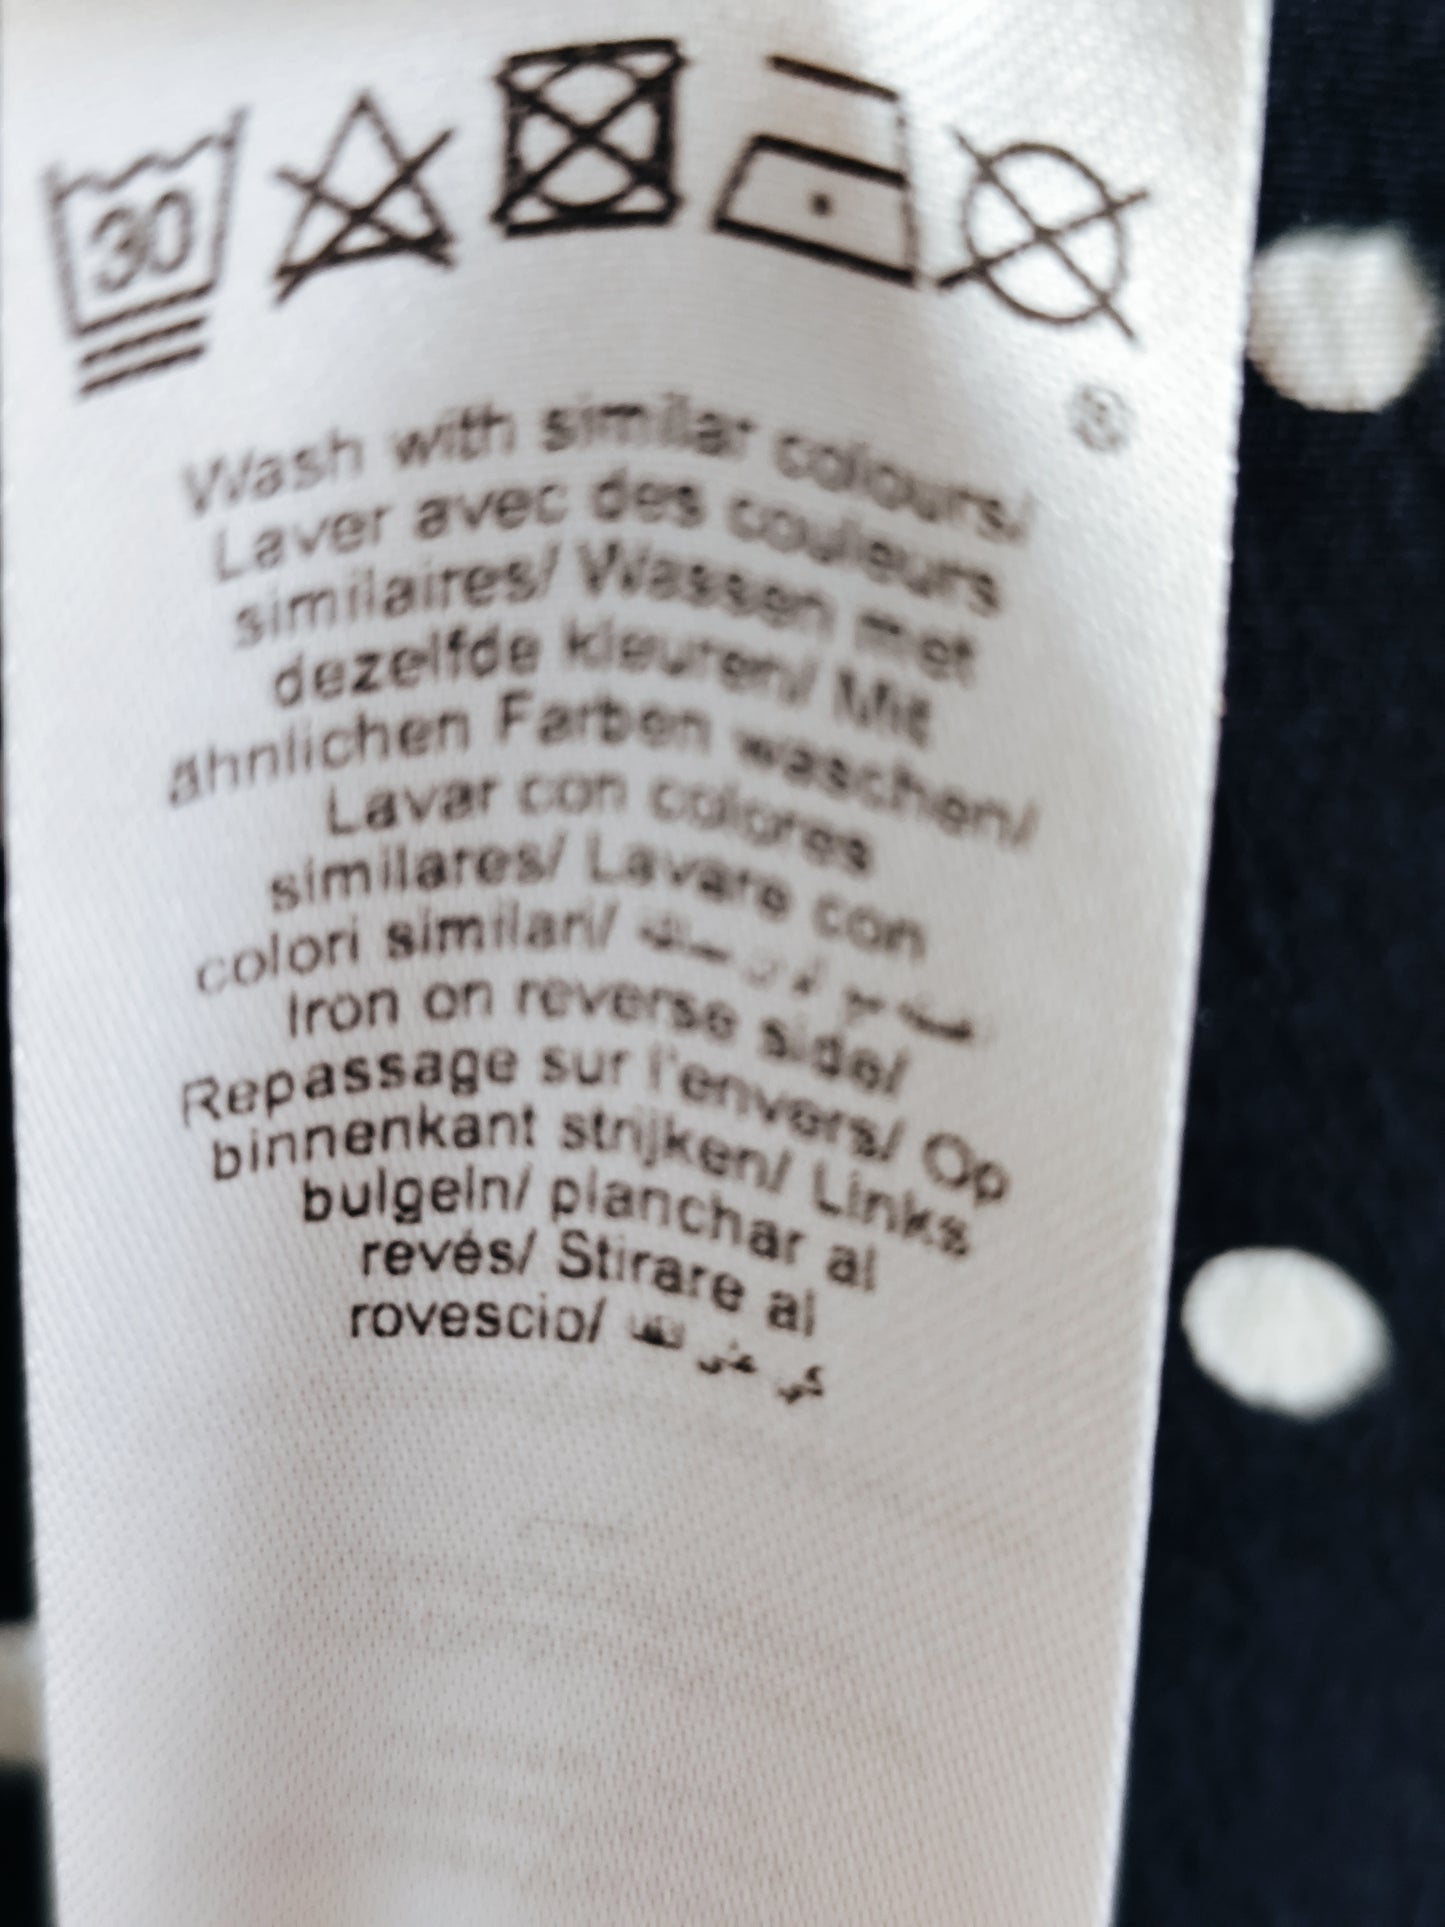 30
®
Wash with similar colours/
Laver avec des couleurs
similaires/ Wassen met
dezelfde kleuren/ Mit
ähnlichen Farben waschen/
Lavar con colores
similares/ Lavare con
colori similari/
Iron on reverse side/
Repassage sur l'envers/ Op
binnenkant strijken/ Links
bulgeln/ planchar al
revés/ Stirare al
rovescio/ كي على